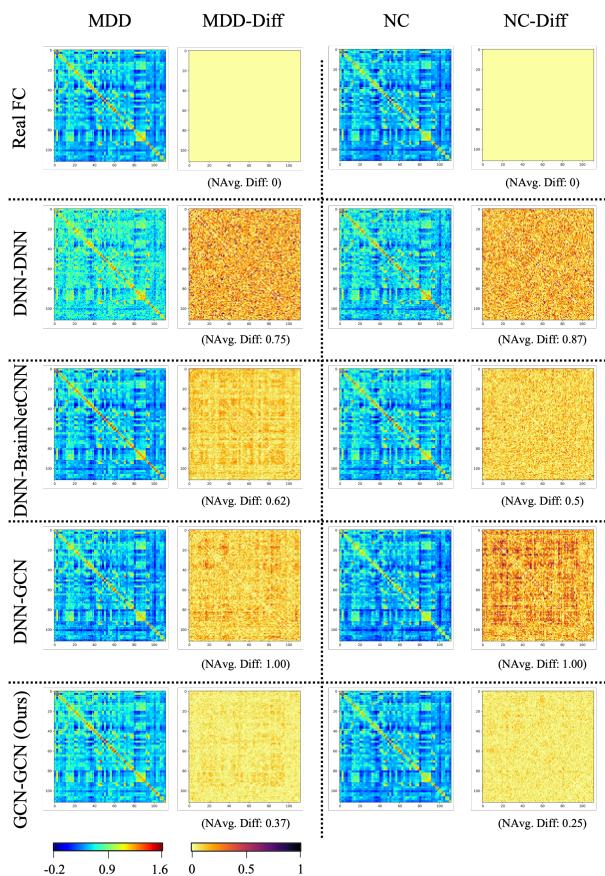 MDD MDD-Diff NC NC-Diff
Real FC
(NAvg. Diff: 0) (NAvg. Diff: 0)
DNN-DNN
(NAvg. Diff: 0.75) (NAvg. Diff: 0.87)
DNN-BrainNetCNN
(NAvg. Diff: 0.62) (NAvg. Diff: 0.5)
DNN-GCN
(NAvg. Diff: 1.00) (NAvg. Diff: 1.00)
GCN-GCN (Ours)
(NAvg. Diff: 0.37) (NAvg. Diff: 0.25)
-0.2 0.9 1.6 0 0.5 1